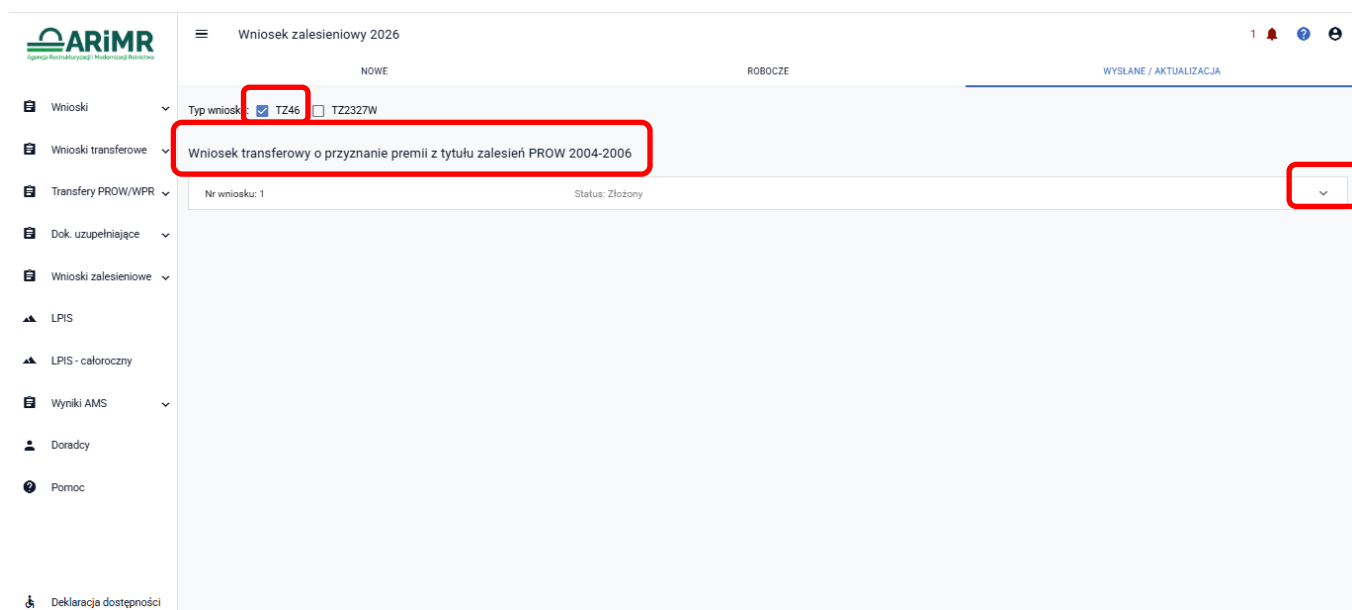 ARiMR
Agencja Restrukturyzacji i Modernizacji Rolnictwa
Wniosek zalesieniowy 2026
1
NOWE
ROBOCZE
WYSŁANE / AKTUALIZACJA
Wnioski
Wnioski transferowe
Transfery PROW/WPR
Dok. uzupełniające
Wnioski zalesieniowe
LPIS
LPIS - całoroczny
Wyniki AMS
Doradcy
Pomoc
Deklaracja dostępności
Typ wniosku: TZ46 TZ2327W
Wniosek transferowy o przyznanie premii z tytułu zalesień PROW 2004-2006
Nr wniosku: 1 Status: Złożony